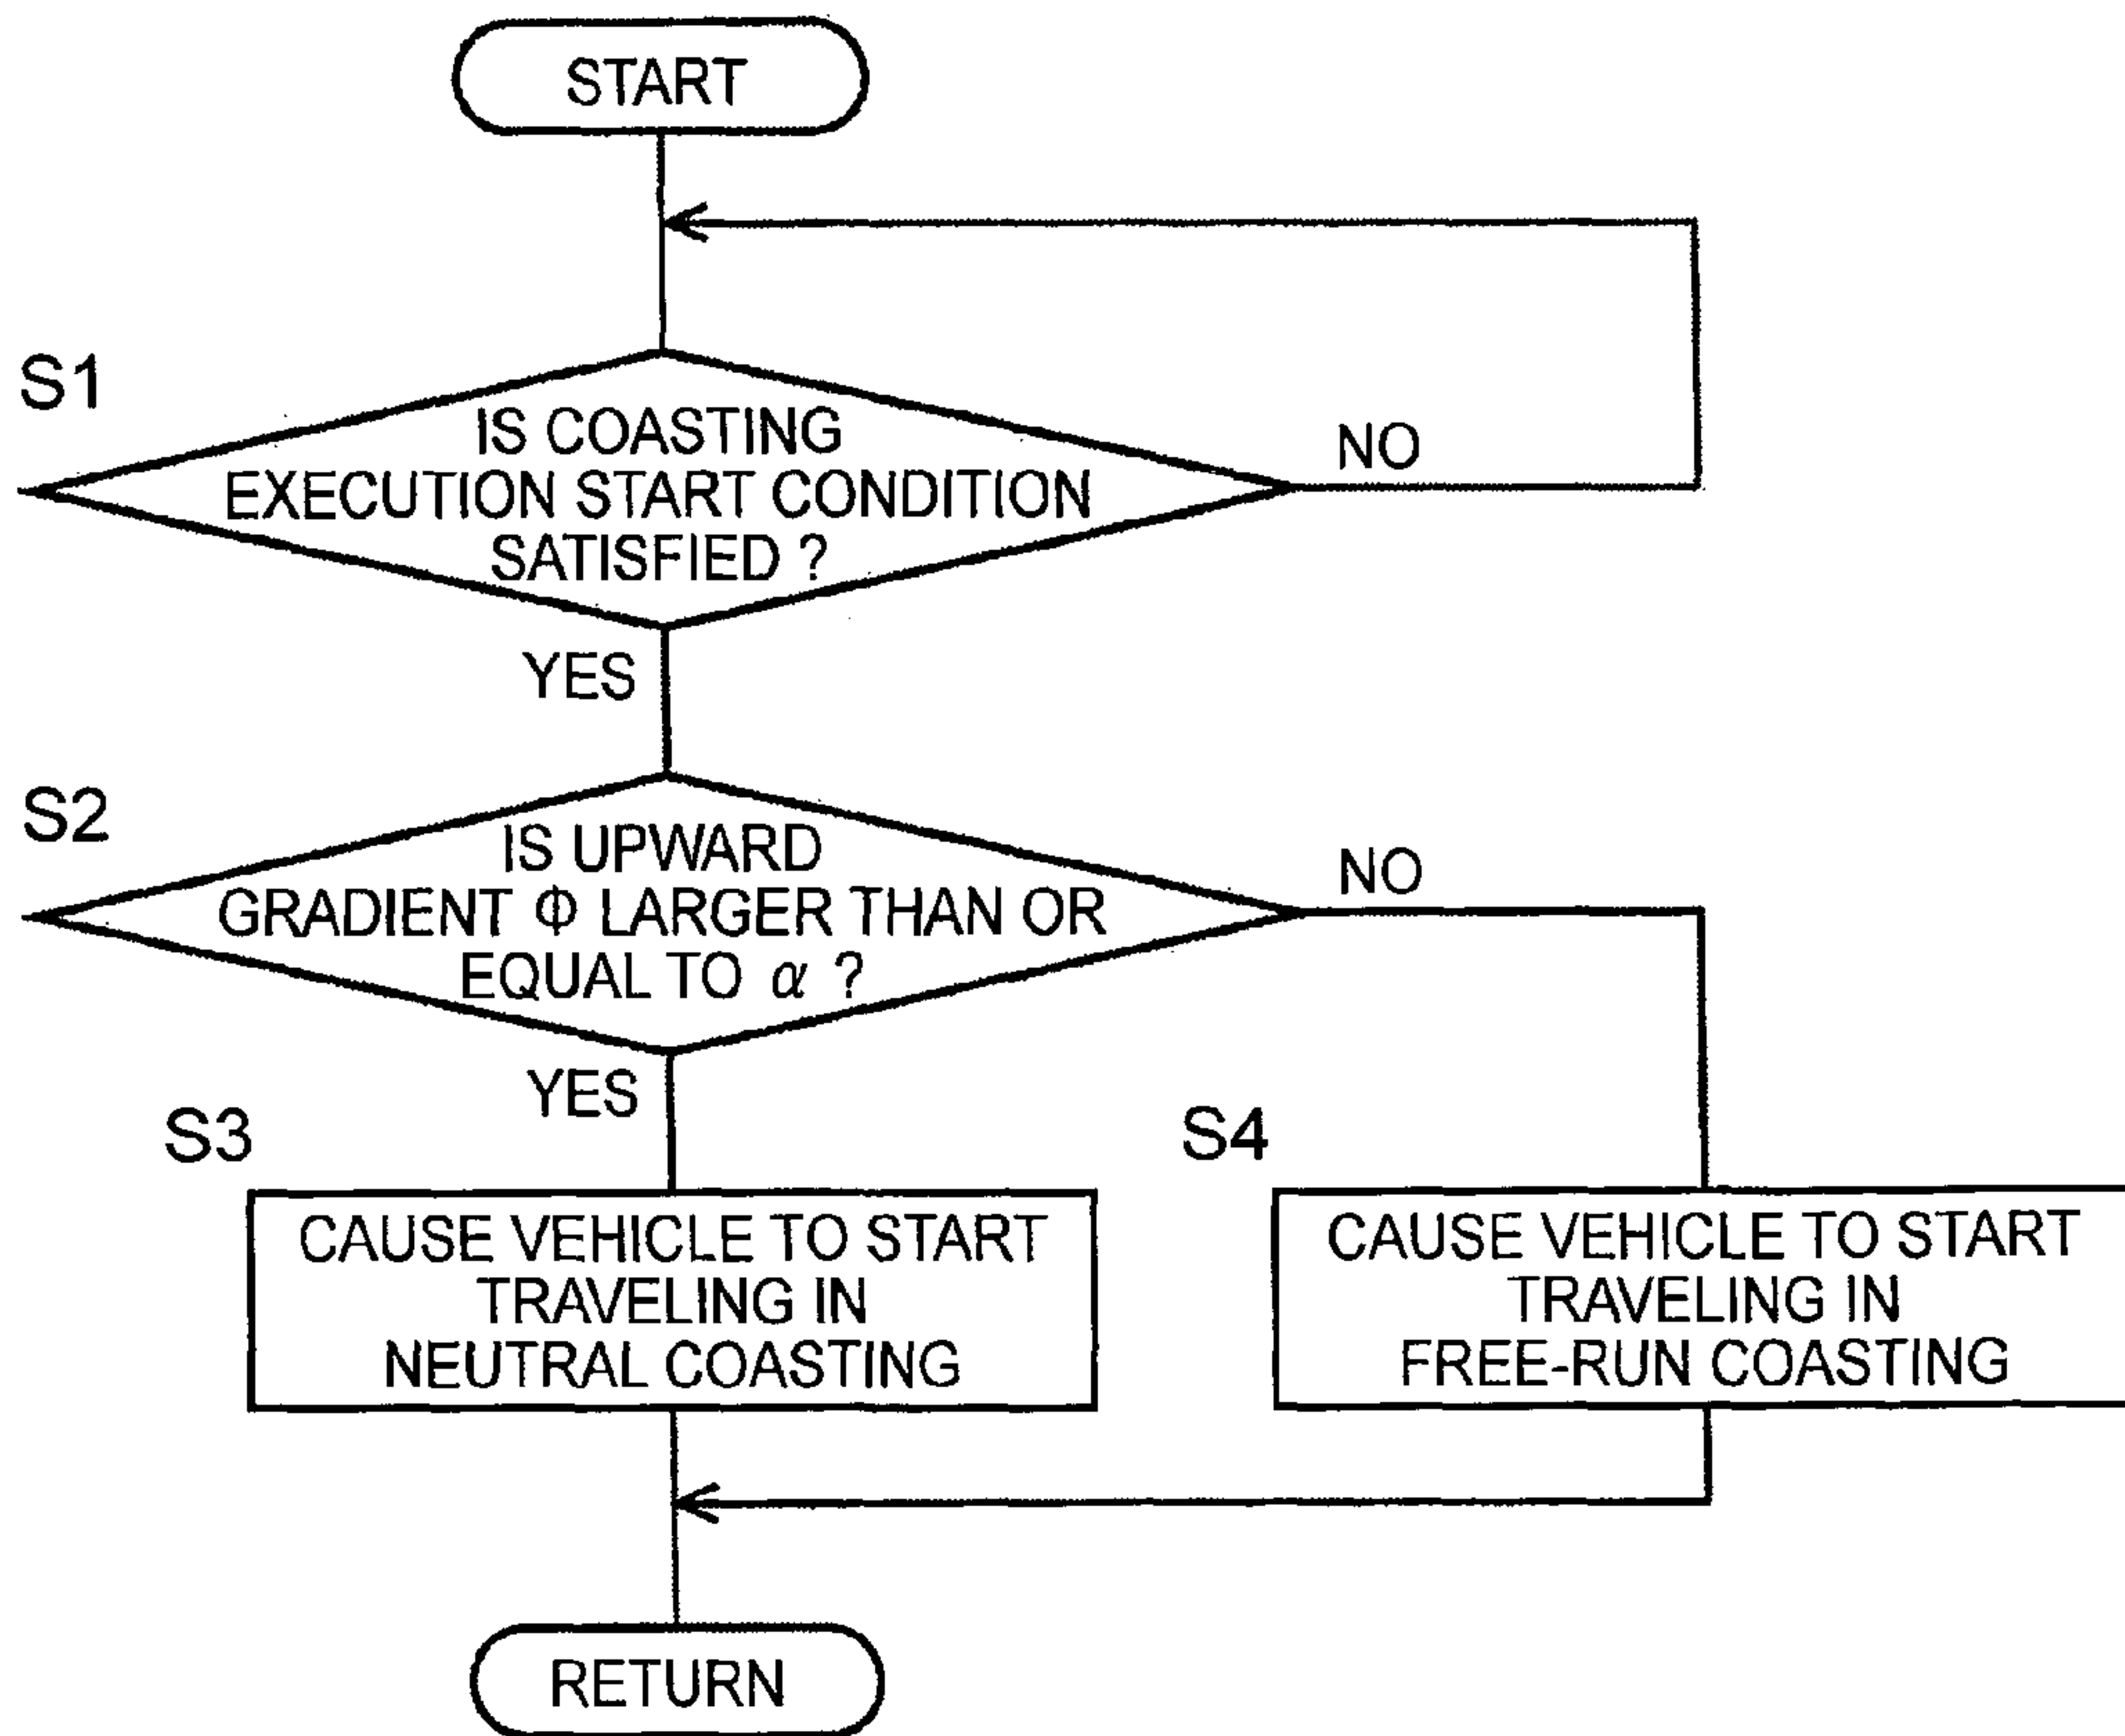 START
S1
IS COASTING
EXECUTION START CONDITION
SATISFIED ?
NO
YES
S2
IS UPWARD
GRADIENT Φ LARGER THAN OR
EQUAL TO α ?
NO
YES
S3
CAUSE VEHICLE TO START
TRAVELING IN
NEUTRAL COASTING
S4
CAUSE VEHICLE TO START
TRAVELING IN
FREE-RUN COASTING
RETURN